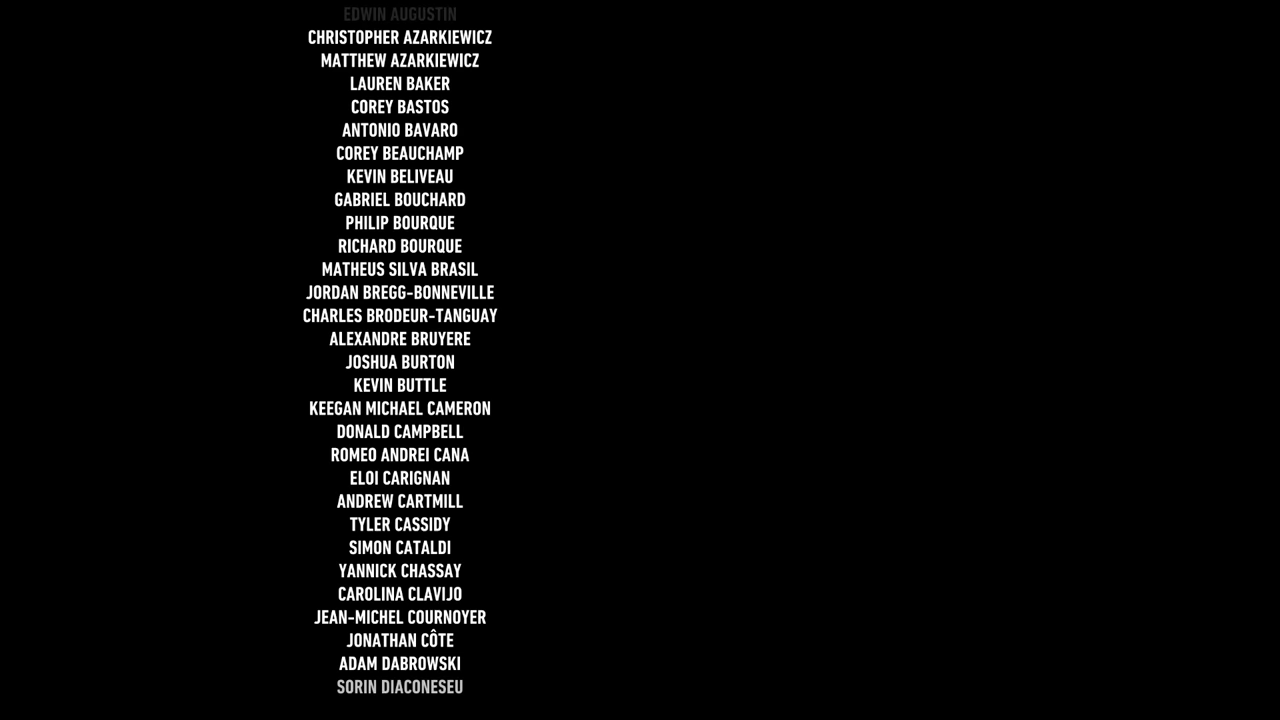 EDWIN AUGUSTIN
CHRISTOPHER AZARKIEWICZ
MATTHEW AZARKIEWICZ
LAUREN BAKER
COREY BASTOS
ANTONIO BAVARO
COREY BEAUCHAMP
KEVIN BELIVEAU
GABRIEL BOUCHARD
PHILIP BOURQUE
RICHARD BOURQUE
MATHEUS SILVA BRASIL
JORDAN BREGG-BONNEVILLE
CHARLES BRODEUR-TANGUAY
ALEXANDRE BRUYERE
JOSHUA BURTON
KEVIN BUTTLE
KEEGAN MICHAEL CAMERON
DONALD CAMPBELL
ROMEO ANDREI CANA
ELOI CARIGNAN
ANDREW CARTMILL
TYLER CASSIDY
SIMON CATALDI
YANNICK CHASSAY
CAROLINA CLAVIJO
JEAN-MICHEL COURNOYER
JONATHAN CÔTE
ADAM DABROWSKI
SORIN DIACONESEU